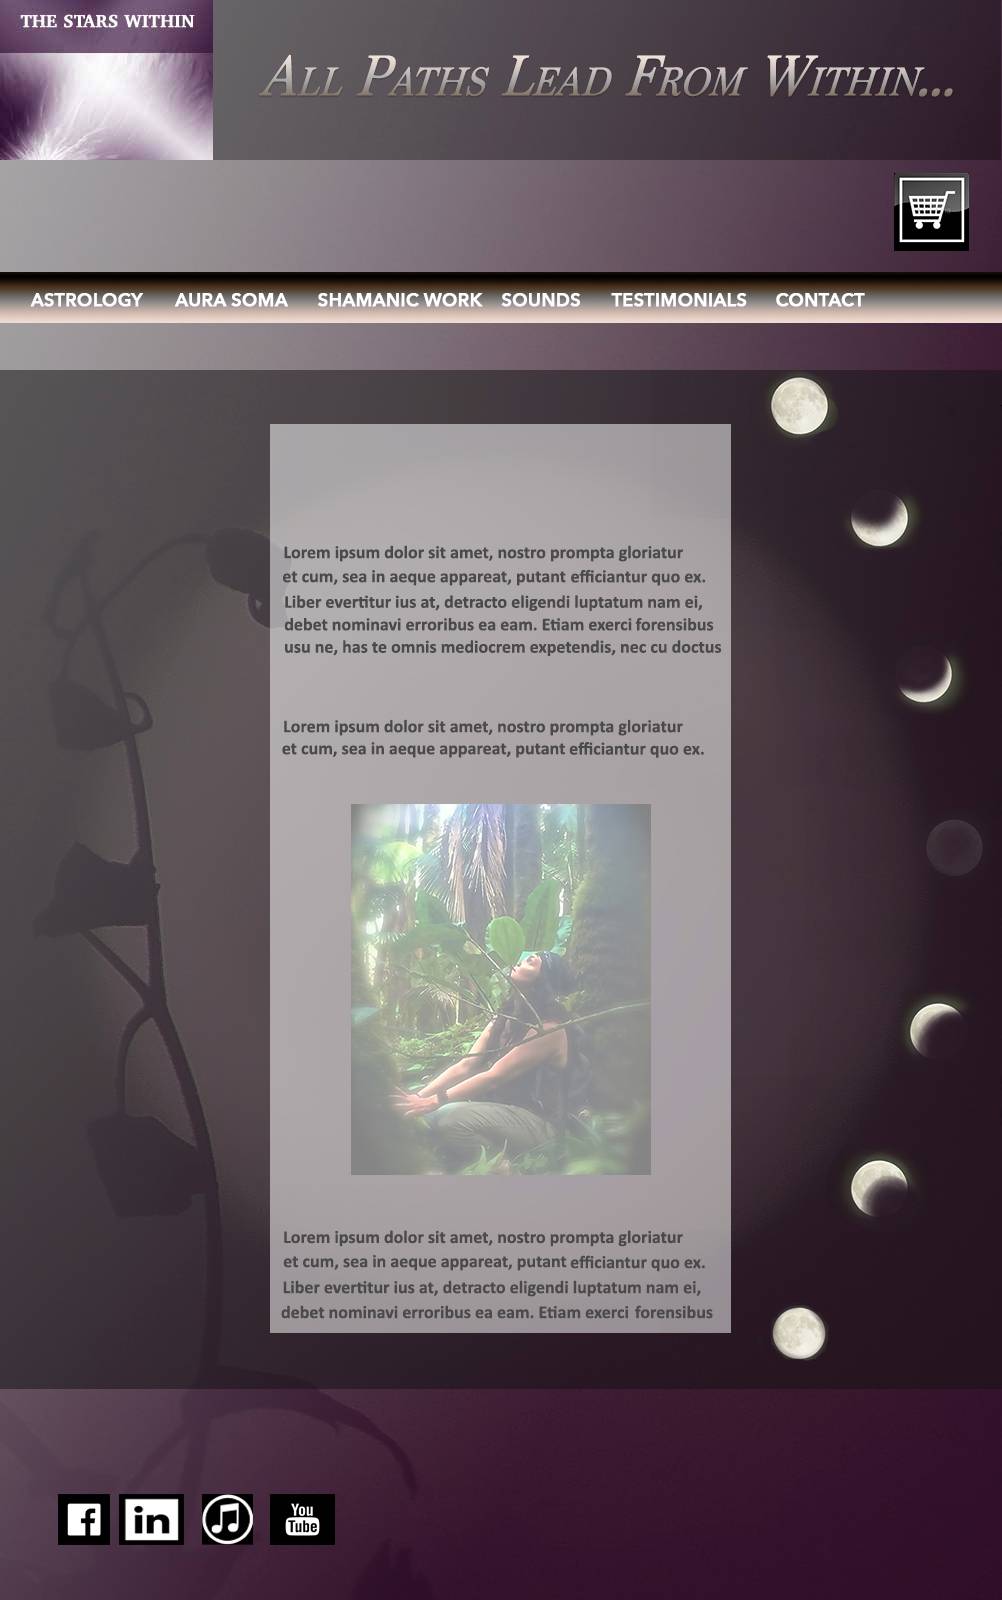 THE STARS WITHIN
ALL PATHS LEAD FROM WITHIN...
ASTROLOGY AURA SOMA SHAMANIC WORK SOUNDS TESTIMONIALS CONTACT
Lorem ipsum dolor sit amet, nostro prompta gloriatur
et cum, sea in aeque appareat, putant efficiantur quo ex.
Liber evertitur ius at, detracto eligendi luptatum nam ei,
debet nominavi erroribus ea eam. Etiam exerci forensibus
usu ne, has te omnis mediocrem expetendis, nec cu doctus
Lorem ipsum dolor sit amet, nostro prompta gloriatur
et cum, sea in aeque appareat, putant efficiantur quo ex.
Lorem ipsum dolor sit amet, nostro prompta gloriatur
et cum, sea in aeque appareat, putant efficiantur quo ex.
Liber evertitur ius at, detracto eligendi luptatum nam ei,
debet nominavi erroribus ea eam. Etiam exerci forensibus
f in You
Tube